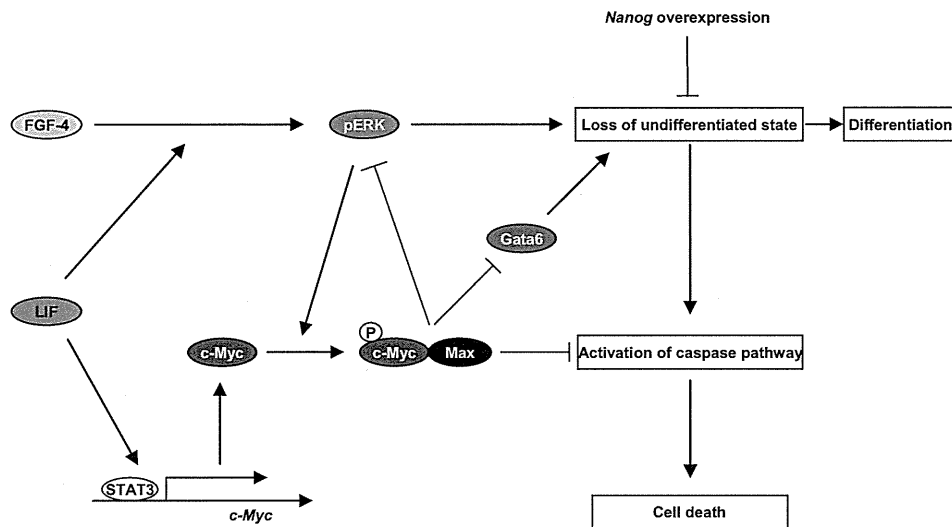 Nanog overexpression
FGF-4
pERK
Loss of undifferentiated state
Differentiation
Gata6
LIF
c-Myc
P
c-Myc
Max
Activation of caspase pathway
STAT3
c-Myc
Cell death